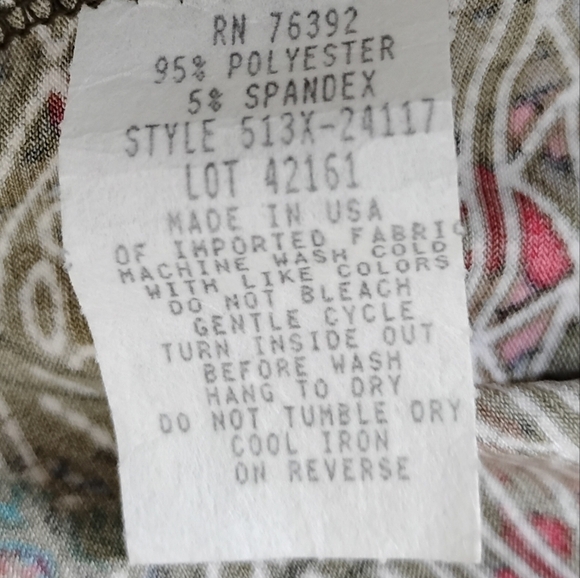 RN 76392
95% POLYESTER
5% SPANDEX
STYLE 513X-24117
LOT 42161
MADE IN USA
OF IMPORTED FABRIC
MACHINE WASH COLD
WITH LIKE COLORS
DO NOT BLEACH
GENTLE CYCLE
TURN INSIDE OUT
BEFORE WASH
HANG TO DRY
DO NOT TUMBLE DRY
COOL IRON
ON REVERSE